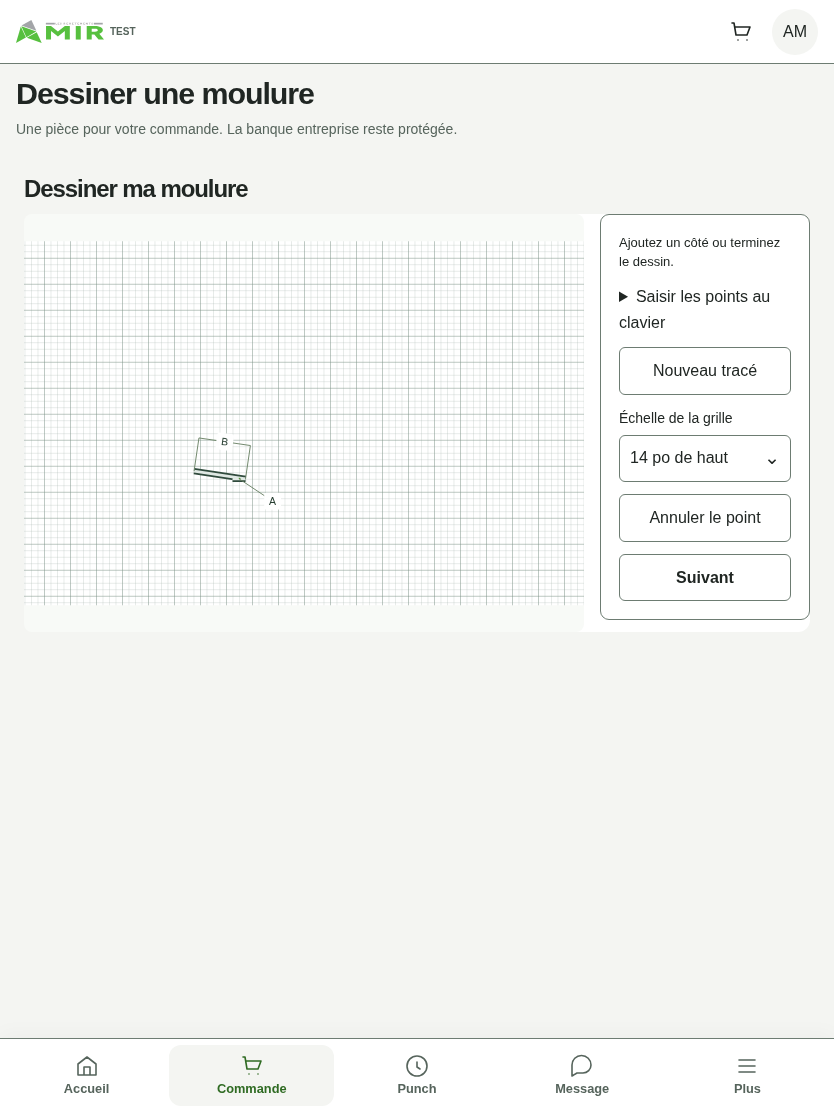 MIR TEST
AM
Dessiner une moulure
Une pièce pour votre commande. La banque entreprise reste protégée.
Dessiner ma moulure
B
A
Ajoutez un côté ou terminez
le dessin.
Saisir les points au
clavier
Nouveau tracé
Échelle de la grille
14 po de haut
Annuler le point
Suivant
Accueil
Commande
Punch
Message
Plus